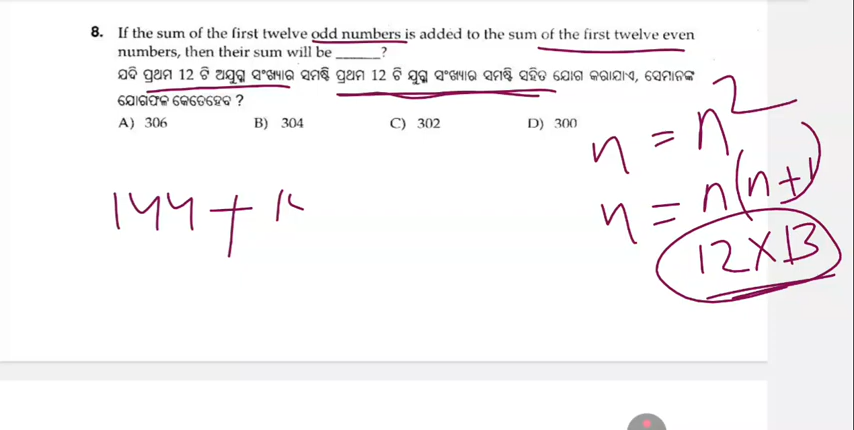 8. If the sum of the first twelve odd numbers is added to the sum of the first twelve even
numbers, then their sum will be ______?
ଯଦି ପ୍ରଥମ 12 ଟି ଅଯୁଗ୍ମ ସଂଖ୍ୟାର ସମଷ୍ଟି ପ୍ରଥମ 12 ଟି ଯୁଗ୍ମ ସଂଖ୍ୟାର ସମଷ୍ଟି ସହିତ ଯୋଗ କରାଯାଏ, ସେମାନଙ୍କ
ଯୋଗଫଳ କେତେହେବ ?
A) 306 B) 304 C) 302 D) 300
n = n²
n = n(n+1)
12 × 13
144 + 1